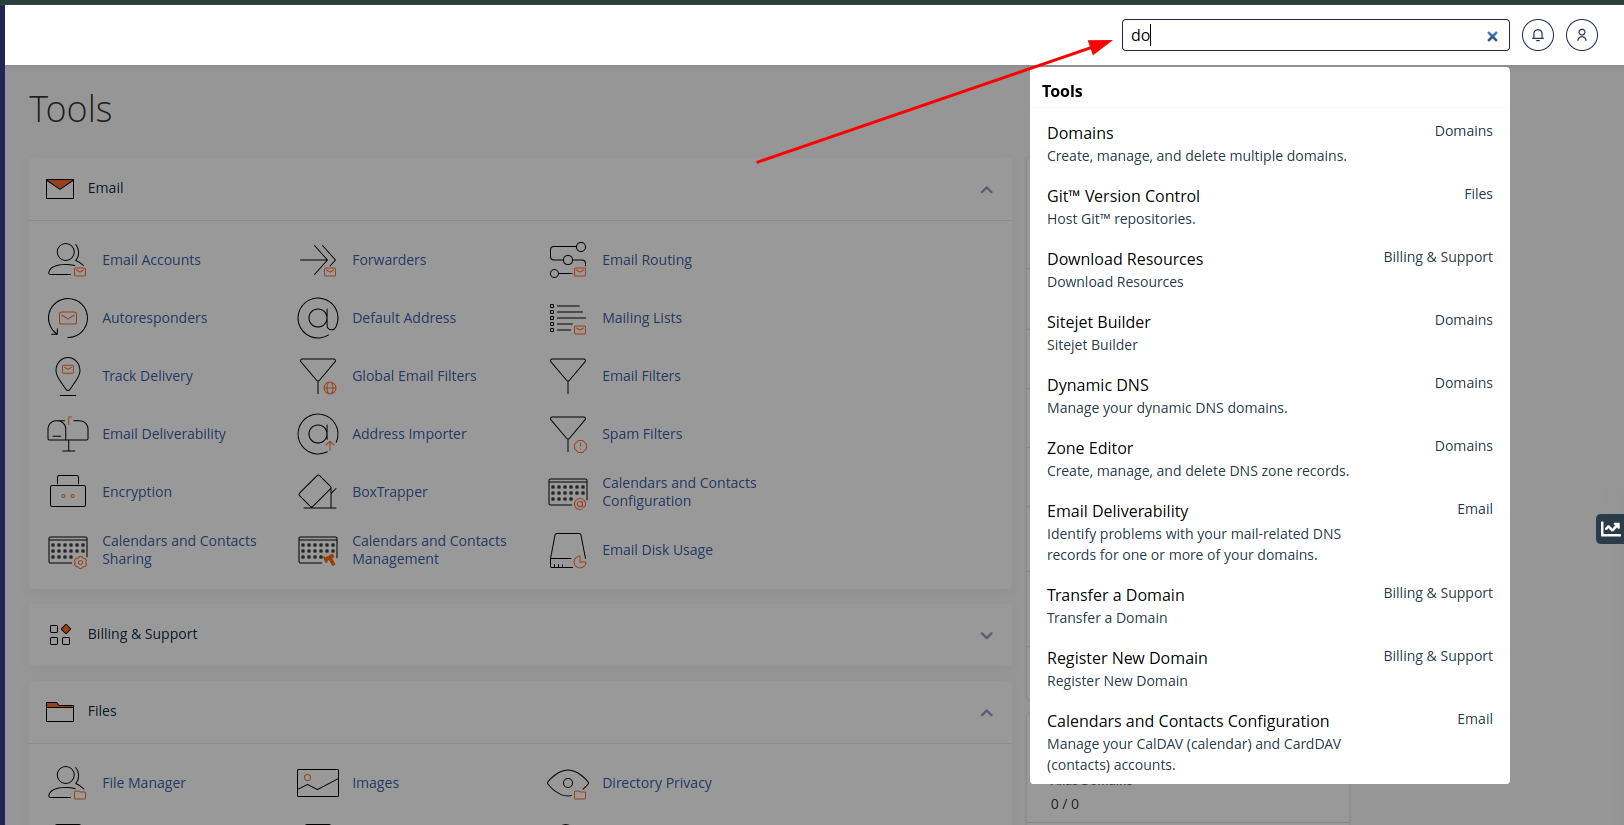 do
Tools
Email
Email Accounts
Forwarders
Email Routing
Autoresponders
Default Address
Mailing Lists
Track Delivery
Global Email Filters
Email Filters
Email Deliverability
Address Importer
Spam Filters
Encryption
BoxTrapper
Calendars and Contacts
Configuration
Calendars and Contacts
Sharing
Calendars and Contacts
Management
Email Disk Usage
Billing & Support
Files
File Manager
Images
Directory Privacy
Tools
Domains
Domains
Create, manage, and delete multiple domains.
Git™ Version Control
Files
Host Git™ repositories.
Download Resources
Billing & Support
Download Resources
Sitejet Builder
Domains
Sitejet Builder
Dynamic DNS
Domains
Manage your dynamic DNS domains.
Zone Editor
Domains
Create, manage, and delete DNS zone records.
Email Deliverability
Email
Identify problems with your mail-related DNS
records for one or more of your domains.
Transfer a Domain
Billing & Support
Transfer a Domain
Register New Domain
Billing & Support
Register New Domain
Calendars and Contacts Configuration
Email
Manage your CalDAV (calendar) and CardDAV
(contacts) accounts.
0 / 0